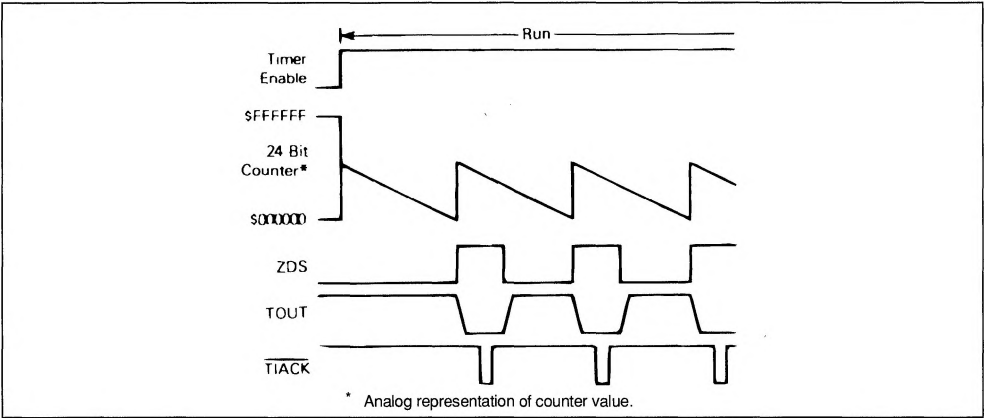 Run
Timer
Enable
$FFFFFF
24 Bit
Counter*
$000000
ZDS
TOUT
TIACK
* Analog representation of counter value.